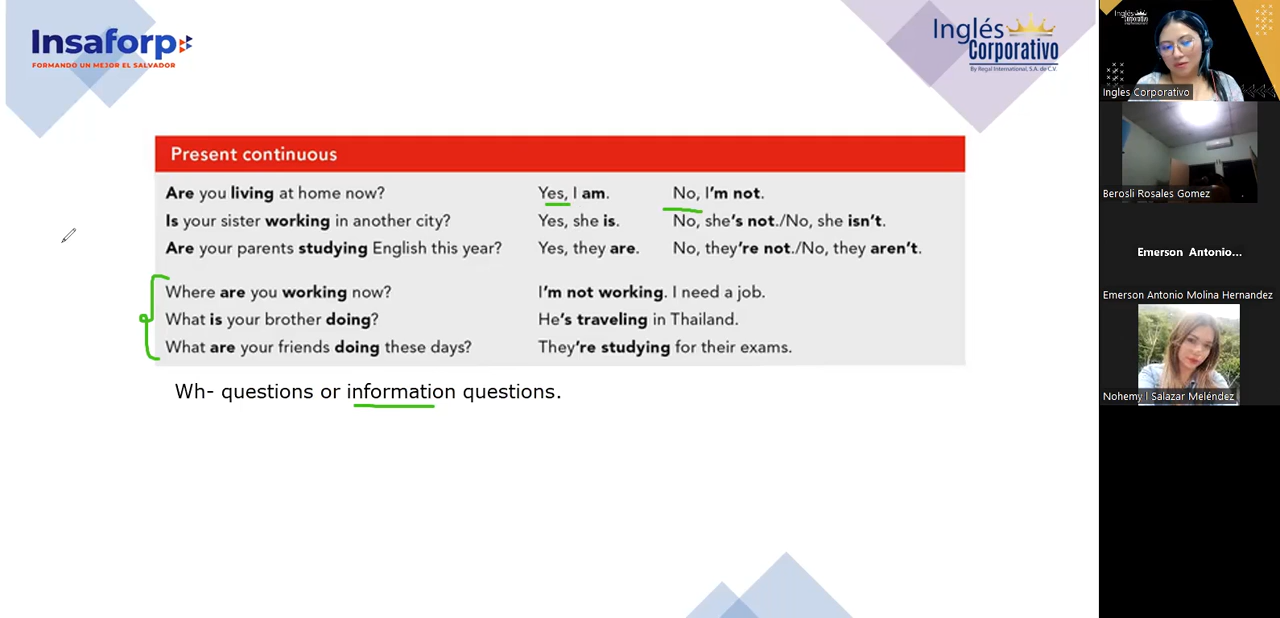 Insaforp
FORMANDO UN MEJOR EL SALVADOR
Inglés
Corporativo
By Regal International, S.A. de C.V.
Present continuous
Are you living at home now? Yes, I am. No, I'm not.
Is your sister working in another city? Yes, she is. No, she's not./No, she isn't.
Are your parents studying English this year? Yes, they are. No, they're not./No, they aren't.
Where are you working now? I'm not working. I need a job.
What is your brother doing? He's traveling in Thailand.
What are your friends doing these days? They're studying for their exams.
Wh- questions or information questions.
Inglés
Corporativo
Ingles Corporativo
Berosli Rosales Gomez
Emerson Antonio...
Emerson Antonio Molina Hernandez
Nohemy I Salazar Meléndez